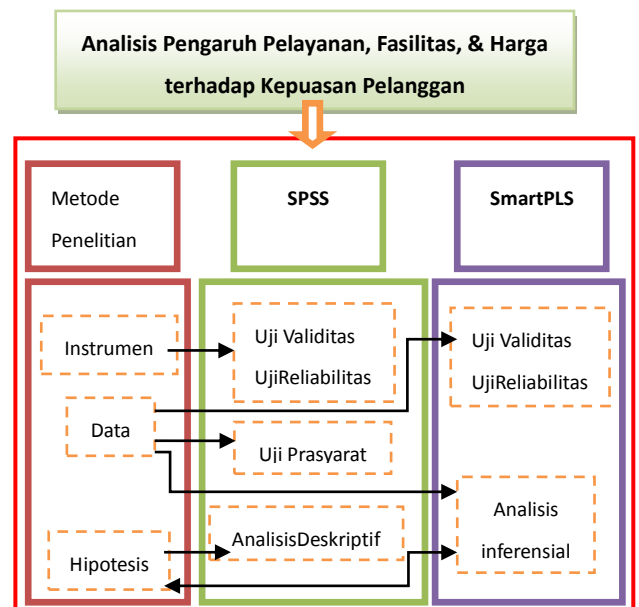 Analisis Pengaruh Pelayanan, Fasilitas, & Harga
terhadap Kepuasan Pelanggan
Metode
Penelitian
SPSS
SmartPLS
Instrumen
Uji Validitas
UjiReliabilitas
Uji Validitas
UjiReliabilitas
Data
Uji Prasyarat
Analisis
inferensial
AnalisisDeskriptif
Hipotesis